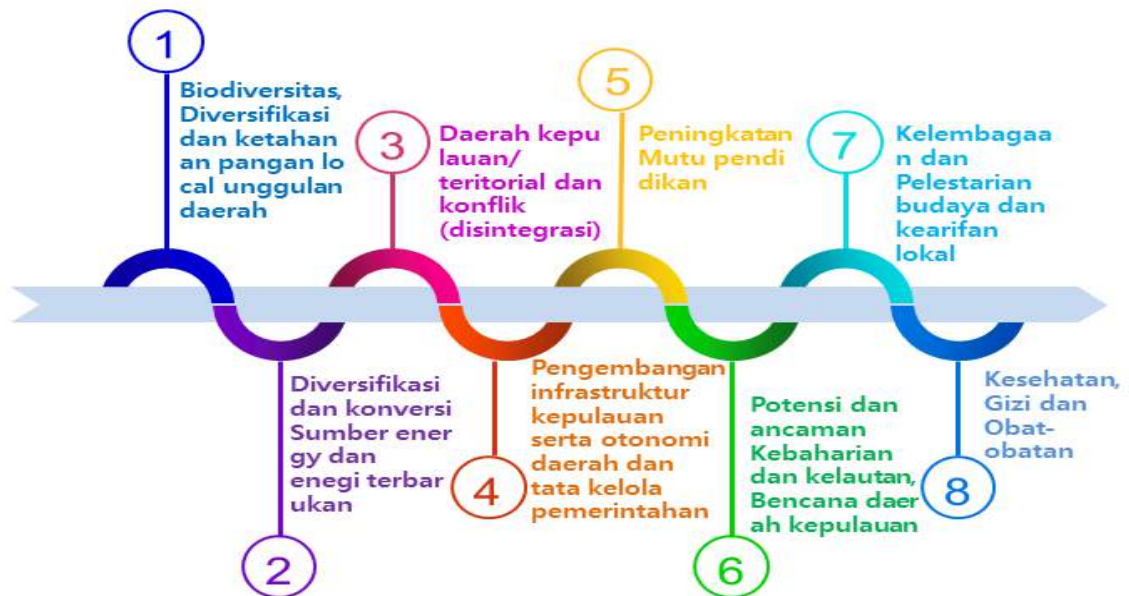 1
Biodiversitas,
Diversifikasi
dan ketahan
an pangan lo
cal unggulan
daerah
2
Diversifikasi
dan konversi
Sumber ener
gy dan
enegi terbar
ukan
3
Daerah kepu
lauan/
teritorial dan
konflik
(disintegrasi)
4
Pengembangan
infrastruktur
kepulauan
serta otonomi
daerah dan
tata kelola
pemerintahan
5
Peningkatan
Mutu pendi
dikan
6
Potensi dan
ancaman
Kebaharian
dan kelautan,
Bencana daer
ah kepulauan
7
Kelembagaa
n dan
Pelestarian
budaya dan
kearifan
lokal
8
Kesehatan,
Gizi dan
Obat-
obatan